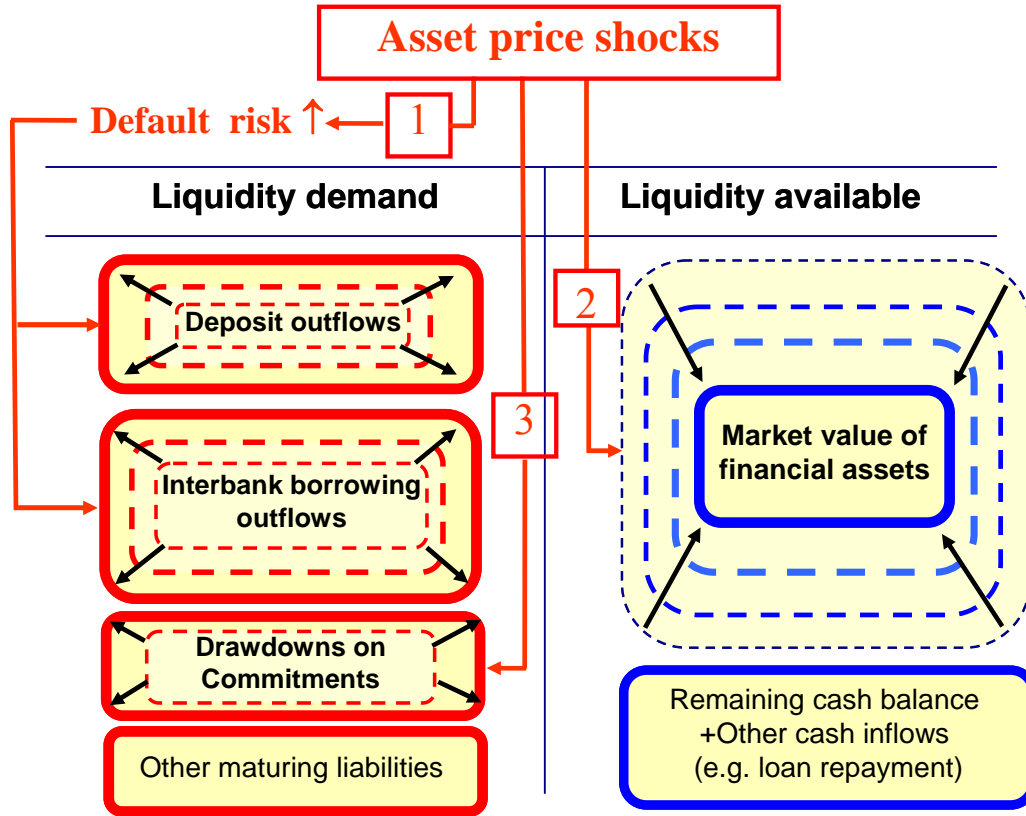 Asset price shocks
Default risk ↑
1
Liquidity demand
Liquidity available
Deposit outflows
2
3
Interbank borrowing
outflows
Market value of
financial assets
Drawdowns on
Commitments
Other maturing liabilities
Remaining cash balance
+Other cash inflows
(e.g. loan repayment)